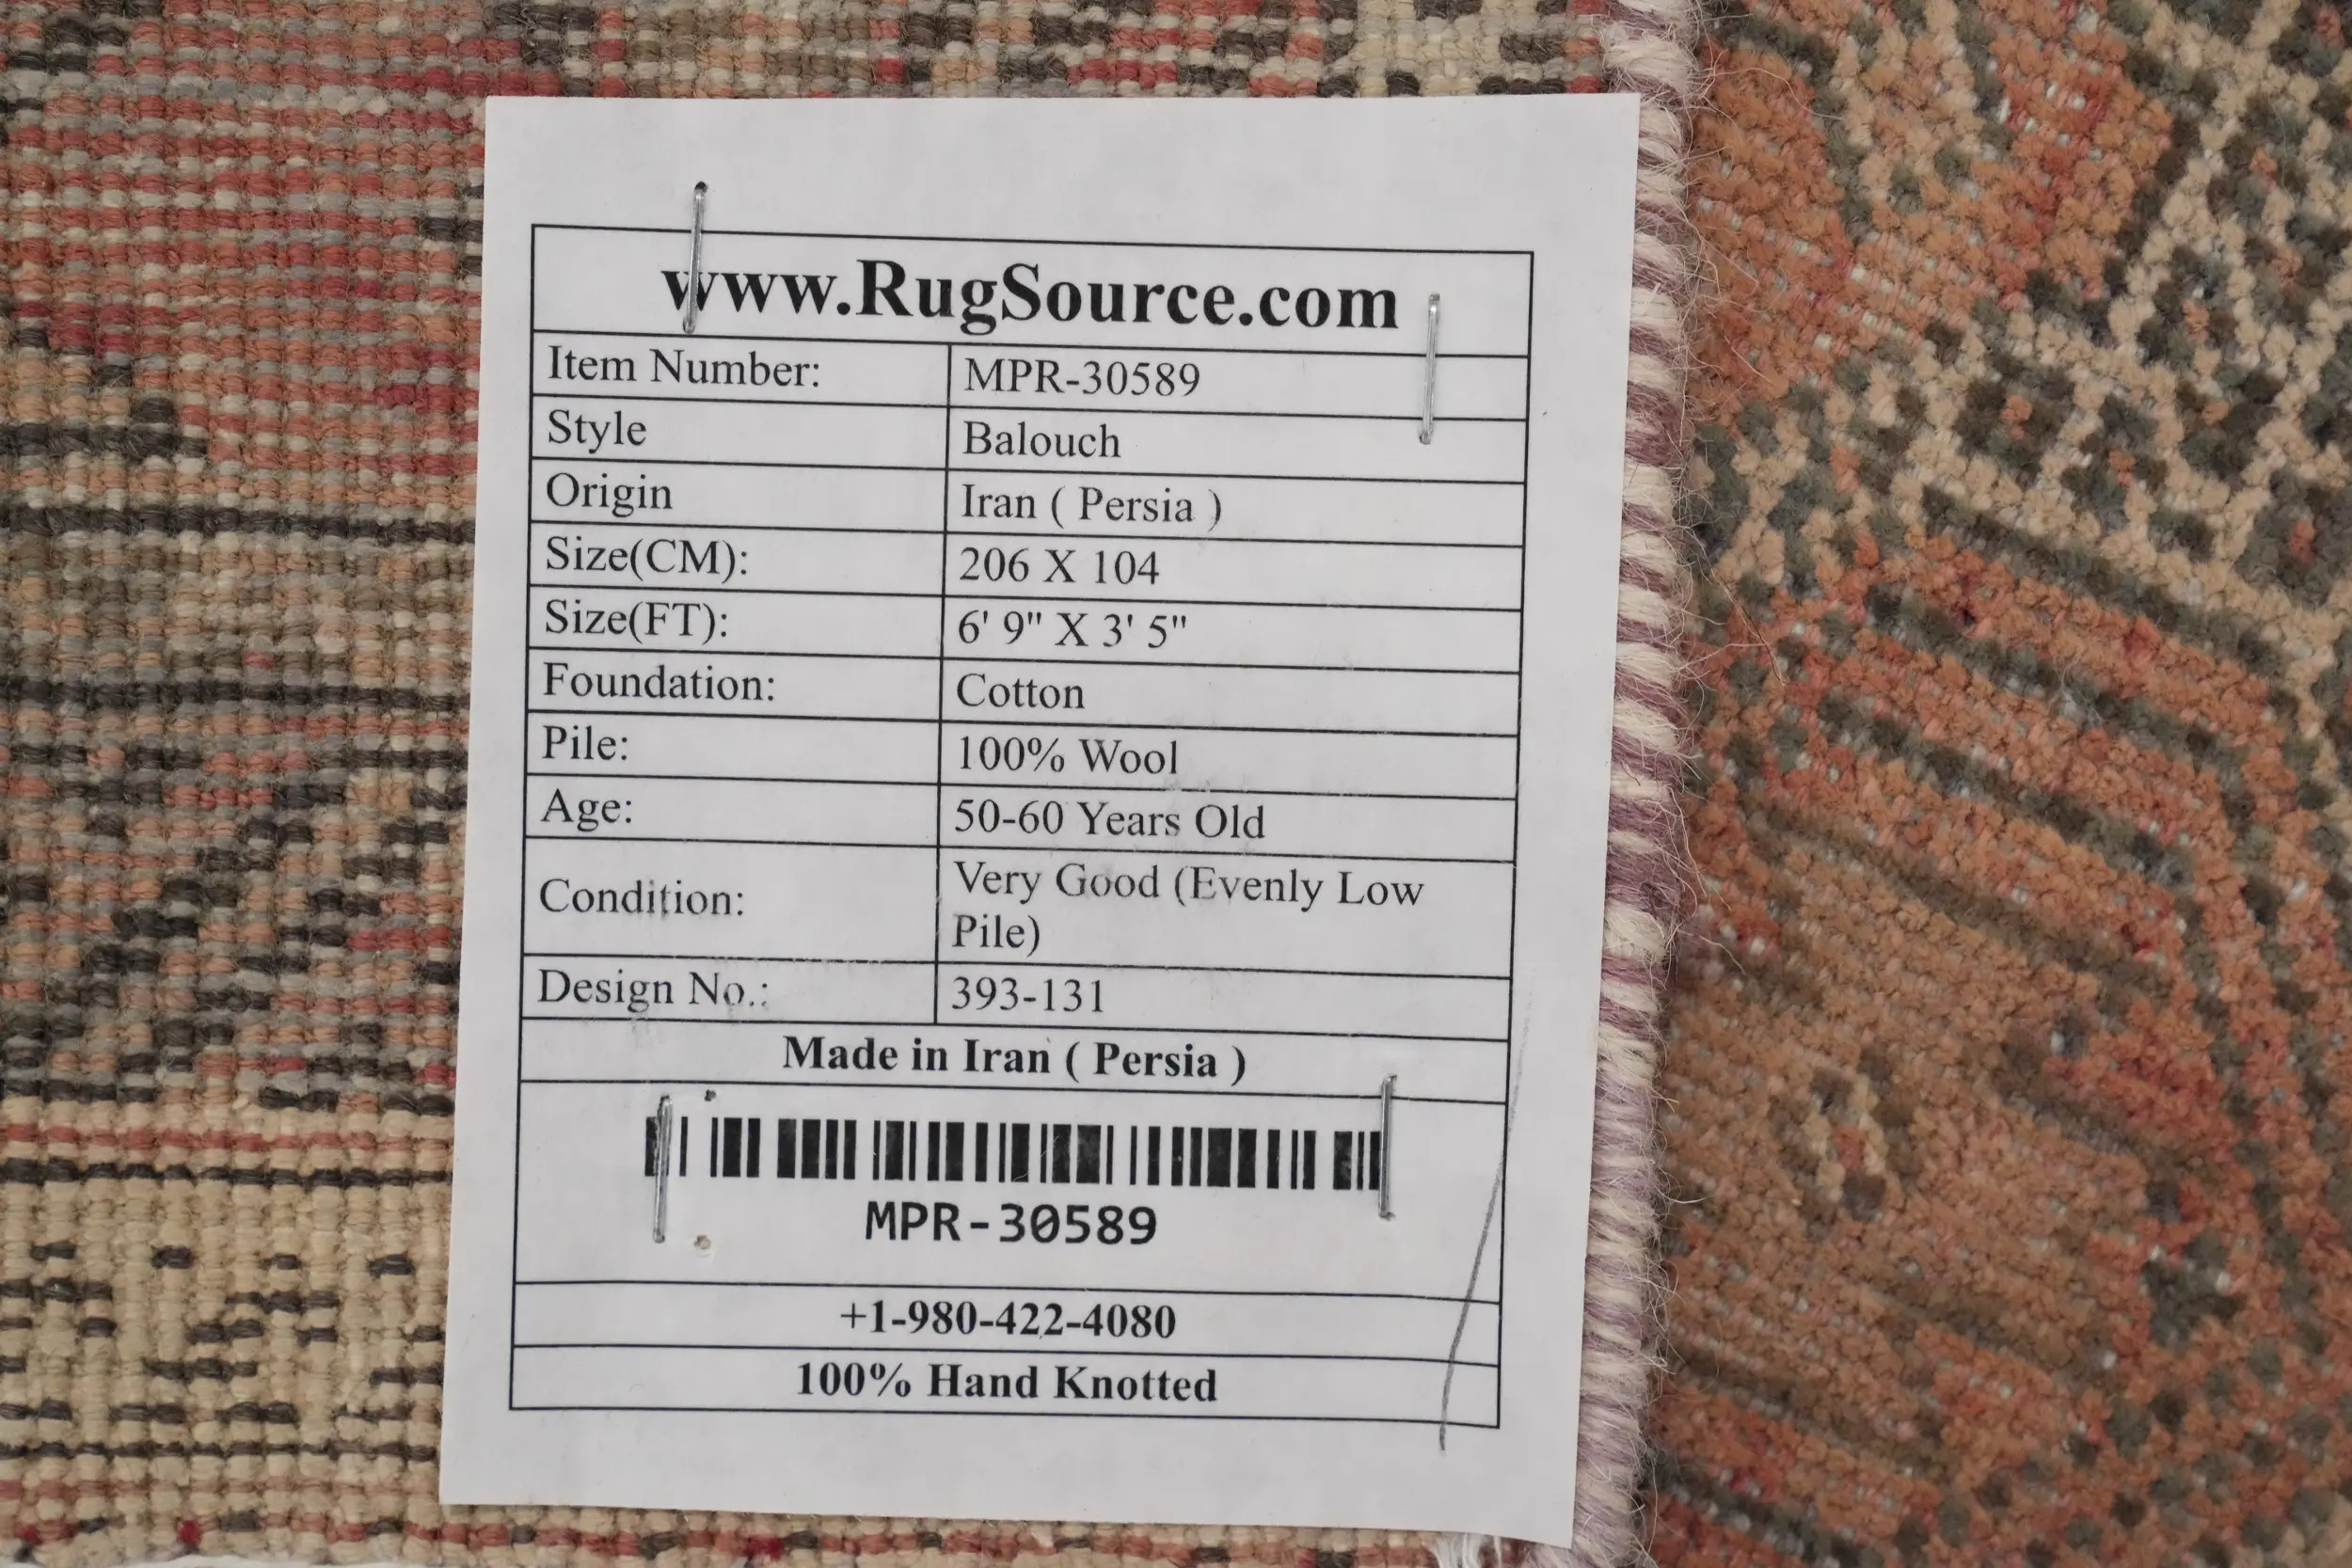 www.RugSource.com
Item Number: MPR-30589
Style Balouch
Origin Iran ( Persia )
Size(CM): 206 X 104
Size(FT): 6' 9" X 3' 5"
Foundation: Cotton
Pile: 100% Wool
Age: 50-60 Years Old
Condition: Very Good (Evenly Low
Pile)
Design No.: 393-131
Made in Iran ( Persia )
MPR-30589
+1-980-422-4080
100% Hand Knotted